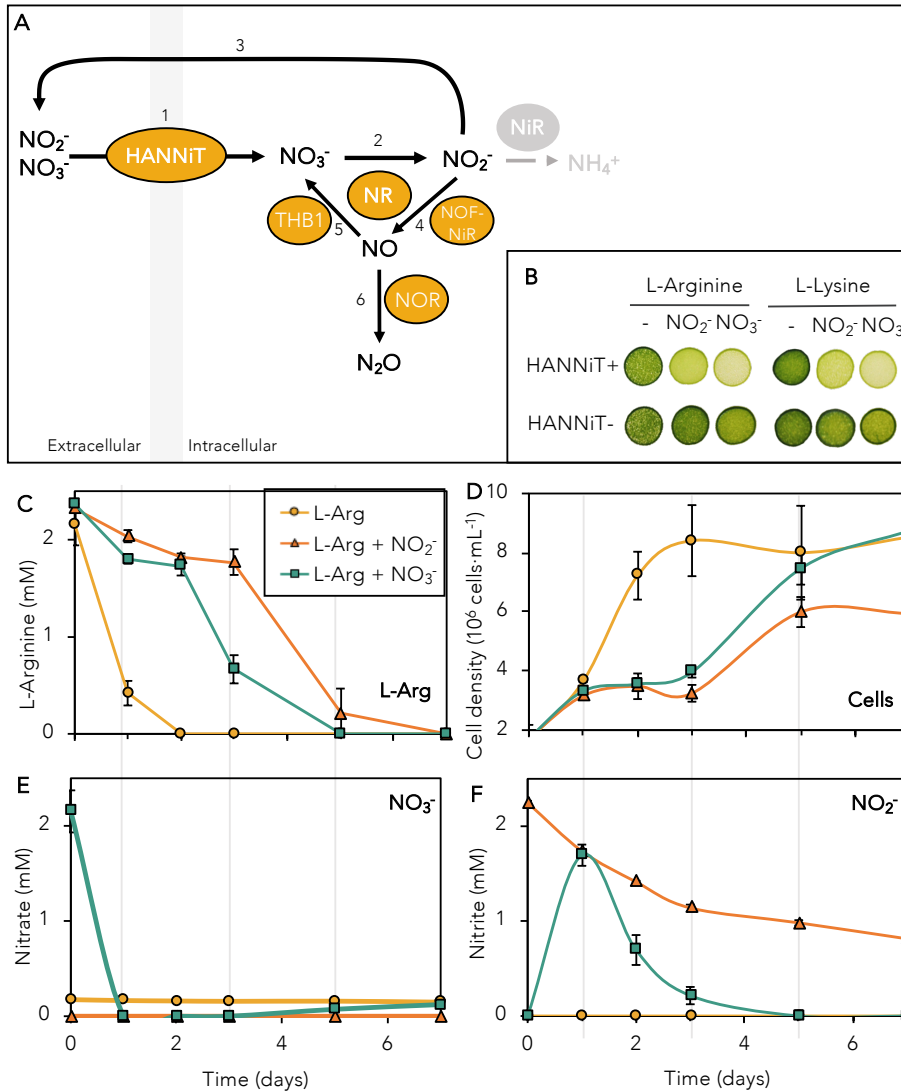 A
3
1
2
NO₂⁻
NO₃⁻
HANNiT
NO₃⁻
NO₂⁻
NiR
NH₄⁺
NR
THB1
5
4
NOF-
NiR
NO
6
NOR
N₂O
Extracellular
Intracellular
B
L-Arginine
L-Lysine
-
NO₂⁻
NO₃⁻
-
NO₂⁻
NO₃
HANNiT+
HANNiT-
C
L-Arg
L-Arg + NO₂⁻
L-Arg + NO₃⁻
L-Arginine (mM)
2
1
0
L-Arg
D
Cell density (10⁶ cells·mL⁻¹)
10
8
6
4
2
Cells
E
NO₃⁻
Nitrate (mM)
2
1
0
0
2
4
6
Time (days)
F
NO₂⁻
Nitrite (mM)
2
1
0
0
2
4
6
Time (days)